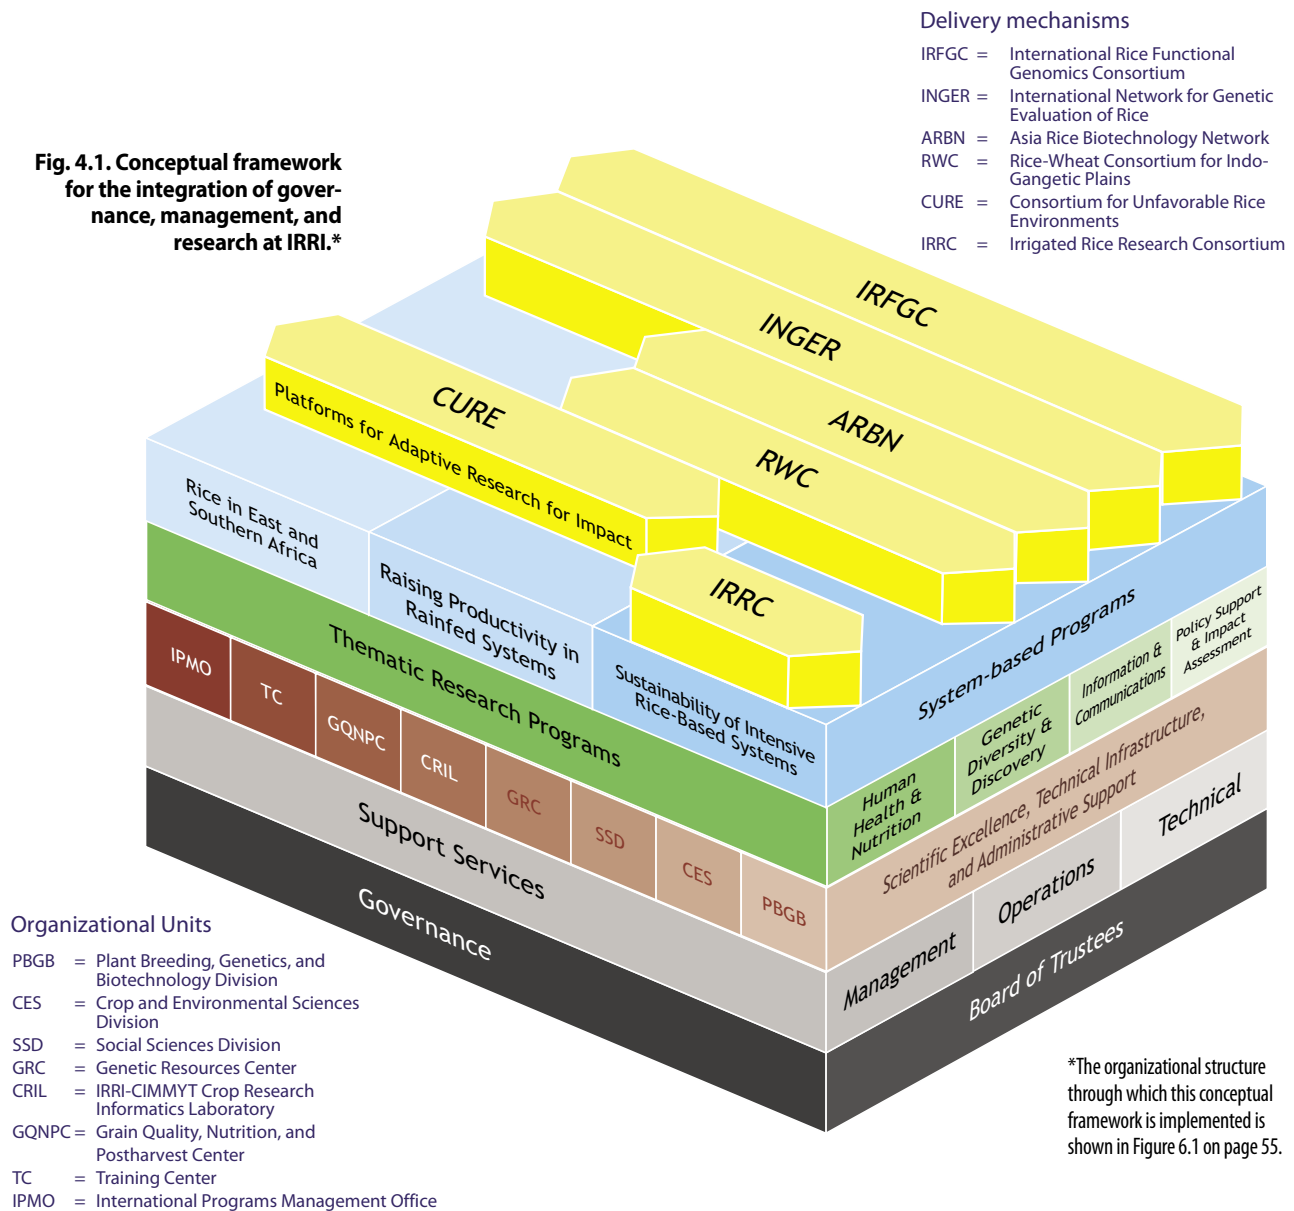 Delivery mechanisms
IRFGC = International Rice Functional
Genomics Consortium
INGER = International Network for Genetic
Evaluation of Rice
ARBN = Asia Rice Biotechnology Network
RWC = Rice-Wheat Consortium for Indo-
Gangetic Plains
CURE = Consortium for Unfavorable Rice
Environments
IRRC = Irrigated Rice Research Consortium
Fig. 4.1. Conceptual framework
for the integration of gover-
nance, management, and
research at IRRI.*
IRFGC
INGER
ARBN
RWC
CURE
Platforms for Adaptive Research for Impact
IRRC
Rice in East and
Southern Africa
Raising Productivity in
Rainfed Systems
Sustainability of Intensive
Rice-Based Systems
System-based Programs
Thematic Research Programs
Human
Health &
Nutrition
Genetic
Diversity &
Discovery
Information &
Communications
Policy Support
& Impact
Assessment
IPMO
TC
GQNPC
CRIL
GRC
SSD
CES
PBGB
Scientific Excellence, Technical Infrastructure,
and Administrative Support
Support Services
Management
Operations
Technical
Governance
Board of Trustees
Organizational Units
PBGB = Plant Breeding, Genetics, and
Biotechnology Division
CES = Crop and Environmental Sciences
Division
SSD = Social Sciences Division
GRC = Genetic Resources Center
CRIL = IRRI-CIMMYT Crop Research
Informatics Laboratory
GQNPC = Grain Quality, Nutrition, and
Postharvest Center
TC = Training Center
IPMO = International Programs Management Office
*The organizational structure
through which this conceptual
framework is implemented is
shown in Figure 6.1 on page 55.